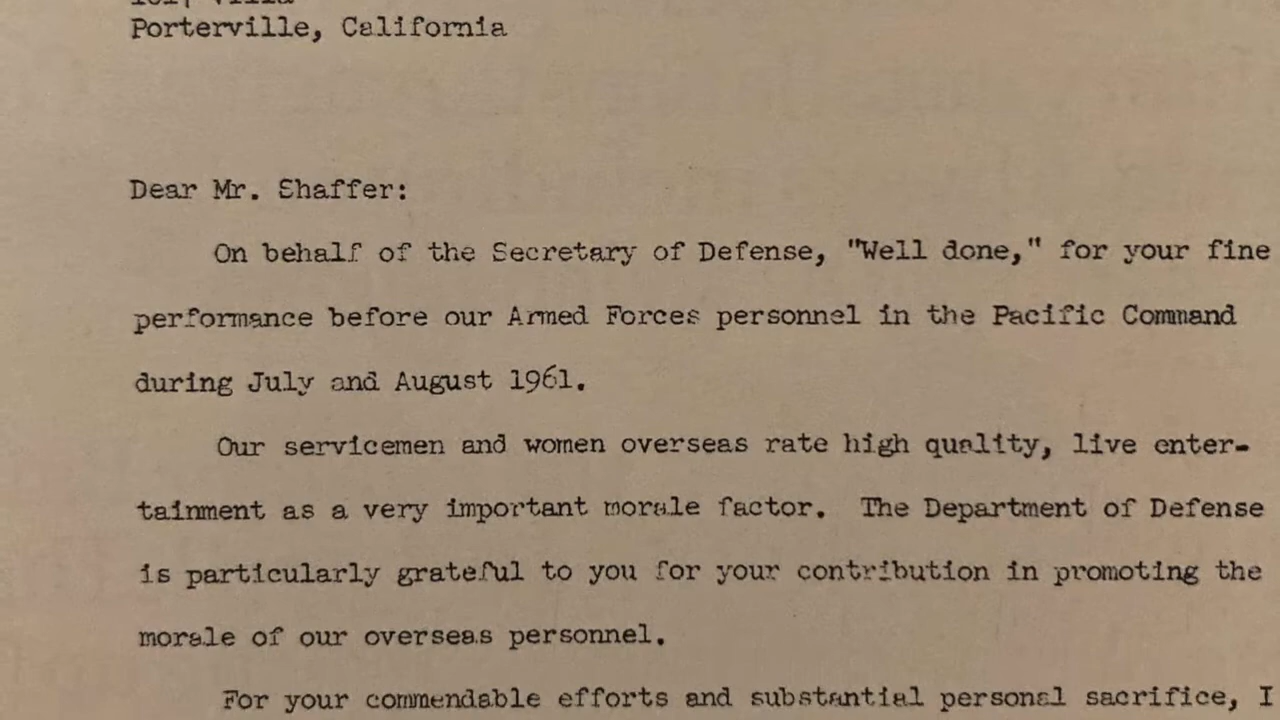 Porterville, California
Dear Mr. Shaffer:
On behalf of the Secretary of Defense, "Well done," for your fine
performance before our Armed Forces personnel in the Pacific Command
during July and August 1961.
Our servicemen and women overseas rate high quality, live enter-
tainment as a very important morale factor. The Department of Defense
is particularly grateful to you for your contribution in promoting the
morale of our overseas personnel.
For your commendable efforts and substantial personal sacrifice, I